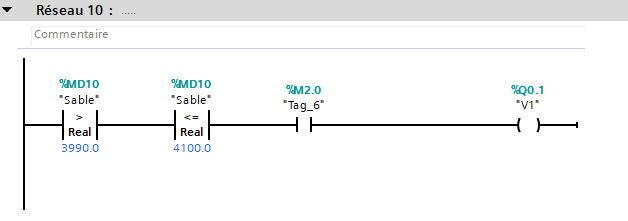 Réseau 10 : .....
Commentaire
%MD10 %MD10 %M2.0 %Q0.1
"Sable" "Sable" "Tag_6" "V1"
> <=
Real Real
3990.0 4100.0